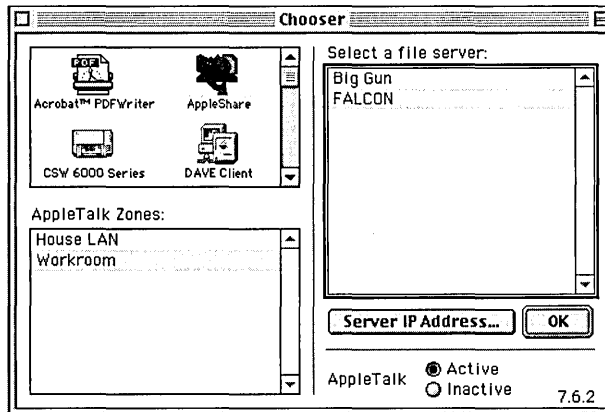 Chooser
PDF
Acrobat™ PDFWriter
AppleShare
CSW 6000 Series
DAVE Client
AppleTalk Zones:
House LAN
Workroom
Select a file server:
Big Gun
FALCON
Server IP Address...
OK
AppleTalk
Active
Inactive
7.6.2